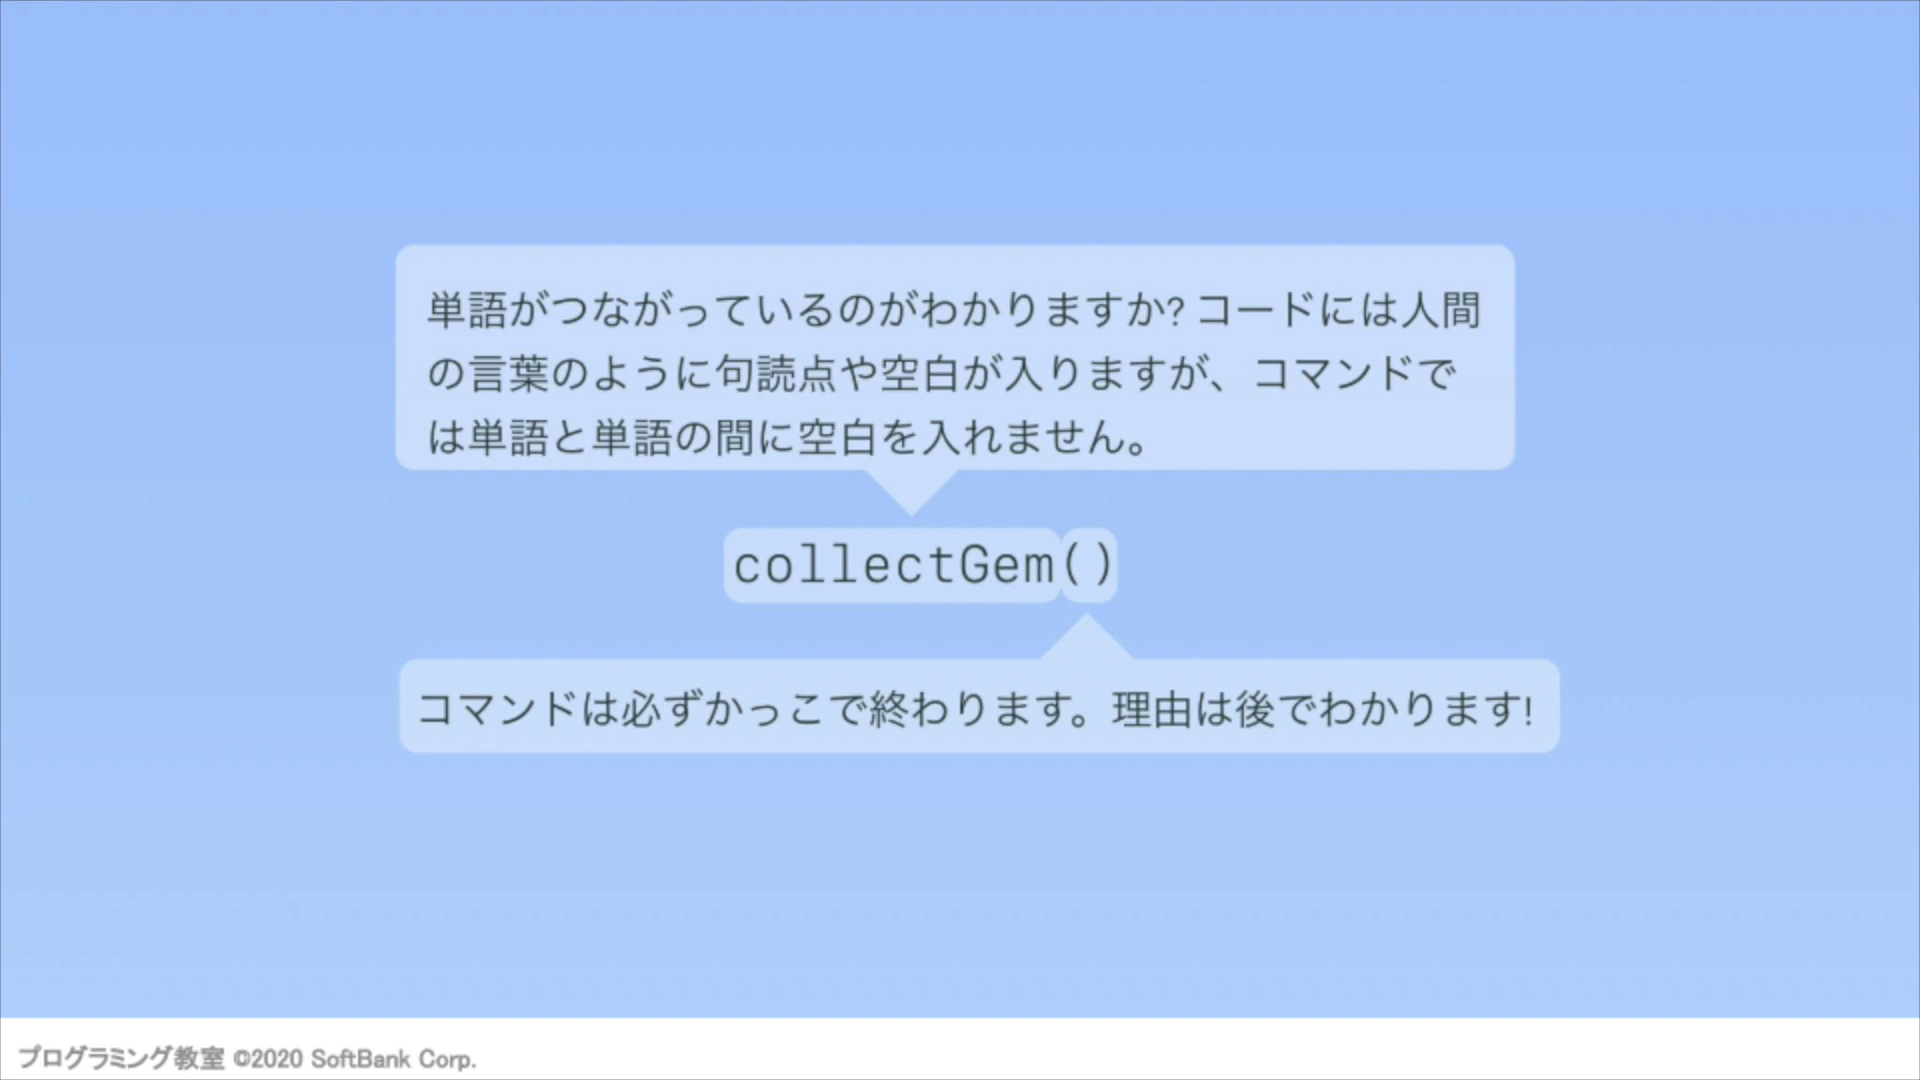 単語がつながっているのがわかりますか? コードには人間
の言葉のように句読点や空白が入りますが、コマンドで
は単語と単語の間に空白を入れません。
collectGem()
コマンドは必ずかっこで終わります。理由は後でわかります!
プログラミング教室 ©2020 SoftBank Corp.